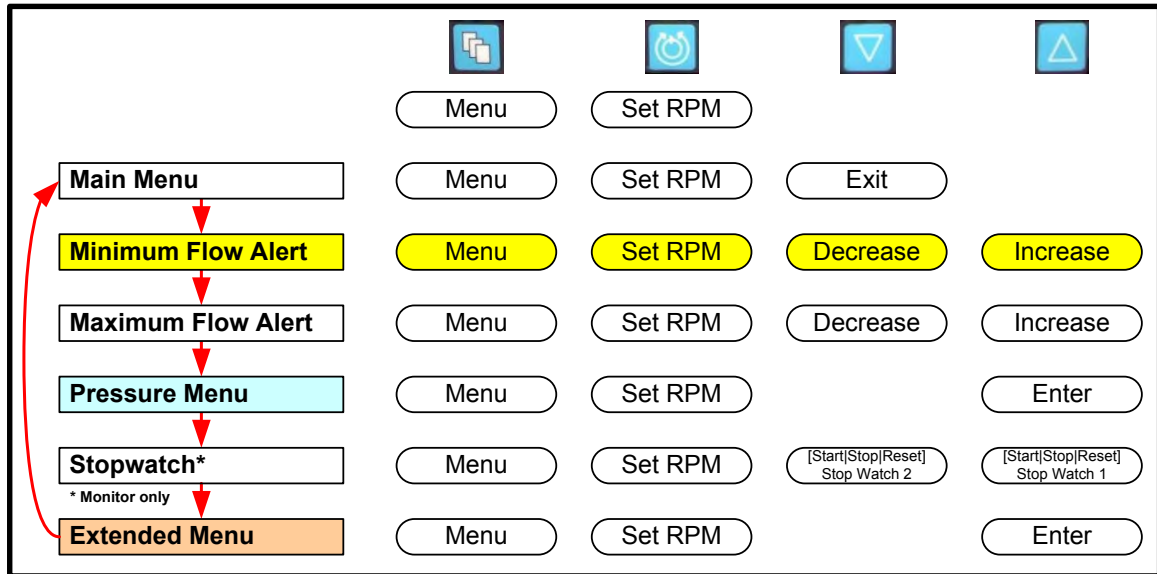 Menu Set RPM
Main Menu Menu Set RPM Exit
Minimum Flow Alert Menu Set RPM Decrease Increase
Maximum Flow Alert Menu Set RPM Decrease Increase
Pressure Menu Menu Set RPM Enter
Stopwatch* Menu Set RPM [Start|Stop|Reset] [Start|Stop|Reset]
Stop Watch 2 Stop Watch 1
* Monitor only
Extended Menu Menu Set RPM Enter